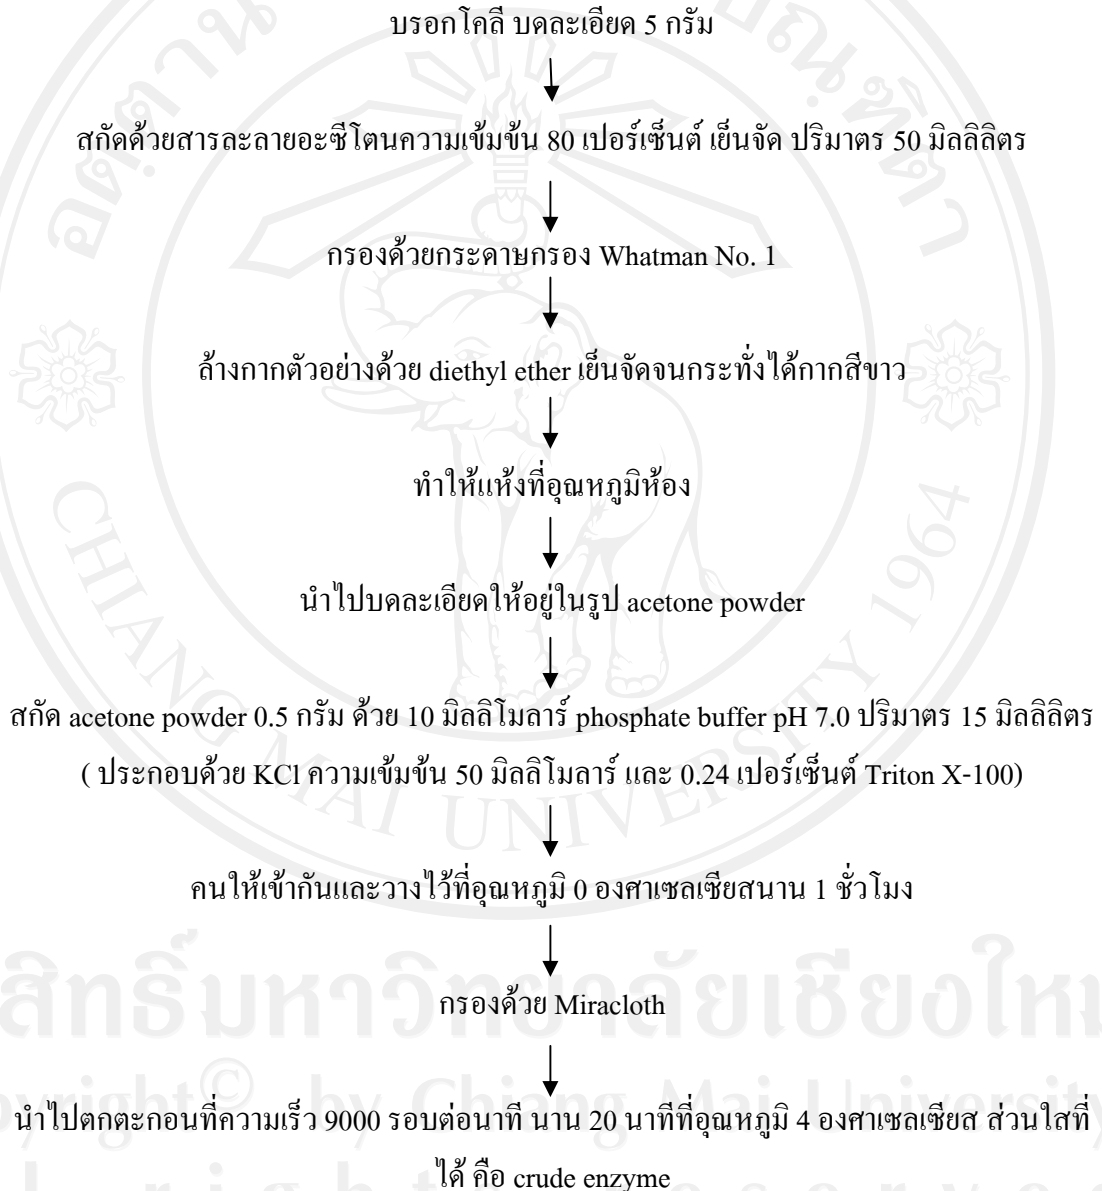 บรอกโคลี บดละเอียด 5 กรัม
สกัดด้วยสารละลายอะซีโตนความเข้มข้น 80 เปอร์เซ็นต์ เย็นจัด ปริมาตร 50 มิลลิลิตร
กรองด้วยกระดาษกรอง Whatman No. 1
ล้างกากตัวอย่างด้วย diethyl ether เย็นจัดจนกระทั่งได้กากสีขาว
ทำให้แห้งที่อุณหภูมิห้อง
นำไปบดละเอียดให้อยู่ในรูป acetone powder
สกัด acetone powder 0.5 กรัม ด้วย 10 มิลลิโมลาร์ phosphate buffer pH 7.0 ปริมาตร 15 มิลลิลิตร
( ประกอบด้วย KCl ความเข้มข้น 50 มิลลิโมลาร์ และ 0.24 เปอร์เซ็นต์ Triton X-100)
คนให้เข้ากันและวางไว้ที่อุณหภูมิ 0 องศาเซลเซียสนาน 1 ชั่วโมง
กรองด้วย Miracloth
นำไปตกตะกอนที่ความเร็ว 9000 รอบต่อนาที นาน 20 นาทีที่อุณหภูมิ 4 องศาเซลเซียส ส่วนใสที่
ได้ คือ crude enzyme
CHIANG MAI UNIVERSITY 1964
by Chiang Mai University